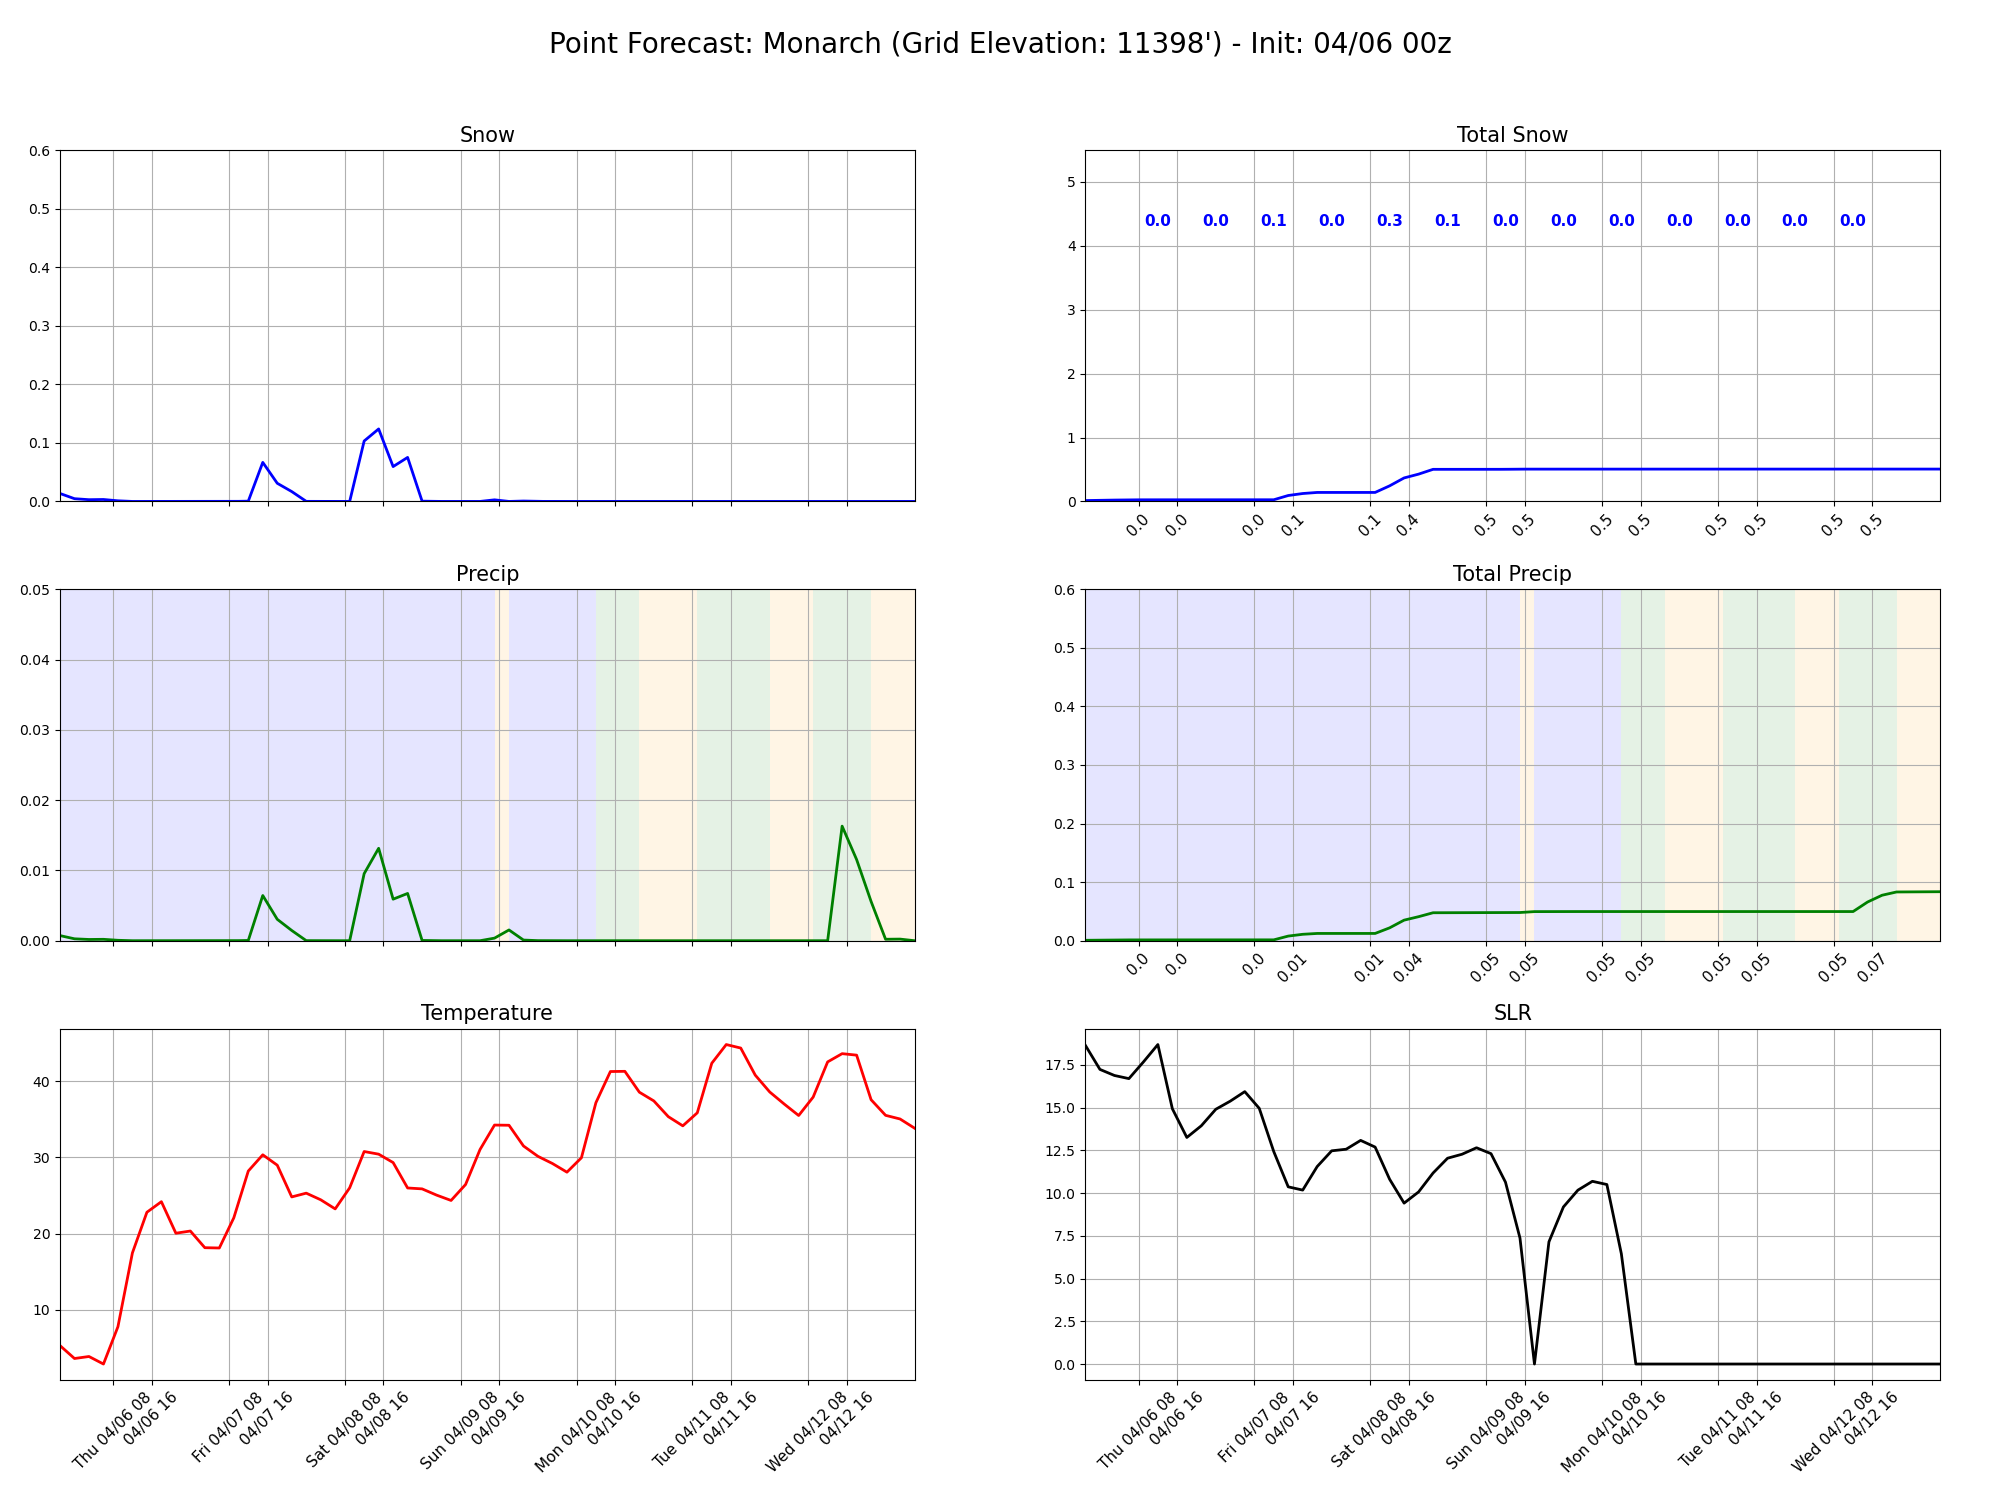 Point Forecast: Monarch (Grid Elevation: 11398') - Init: 04/06 00z
Snow
0.6
0.5
0.4
0.3
0.2
0.1
0.0
Total Snow
5
4
3
2
1
0
0.0 0.0 0.1 0.0 0.3 0.1 0.0 0.0 0.0 0.0 0.0 0.0 0.0
0.0 0.0 0.0 0.1 0.1 0.4 0.5 0.5 0.5 0.5 0.5 0.5 0.5 0.5
Precip
0.05
0.04
0.03
0.02
0.01
0.00
Total Precip
0.6
0.5
0.4
0.3
0.2
0.1
0.0
0.0 0.0 0.0 0.01 0.01 0.04 0.05 0.05 0.05 0.05 0.05 0.05 0.05 0.07
Temperature
40
30
20
10
Thu 04/06 08
04/06 16
Fri 04/07 08
04/07 16
Sat 04/08 08
04/08 16
Sun 04/09 08
04/09 16
Mon 04/10 08
04/10 16
Tue 04/11 08
04/11 16
Wed 04/12 08
04/12 16
SLR
17.5
15.0
12.5
10.0
7.5
5.0
2.5
0.0
Thu 04/06 08
04/06 16
Fri 04/07 08
04/07 16
Sat 04/08 08
04/08 16
Sun 04/09 08
04/09 16
Mon 04/10 08
04/10 16
Tue 04/11 08
04/11 16
Wed 04/12 08
04/12 16